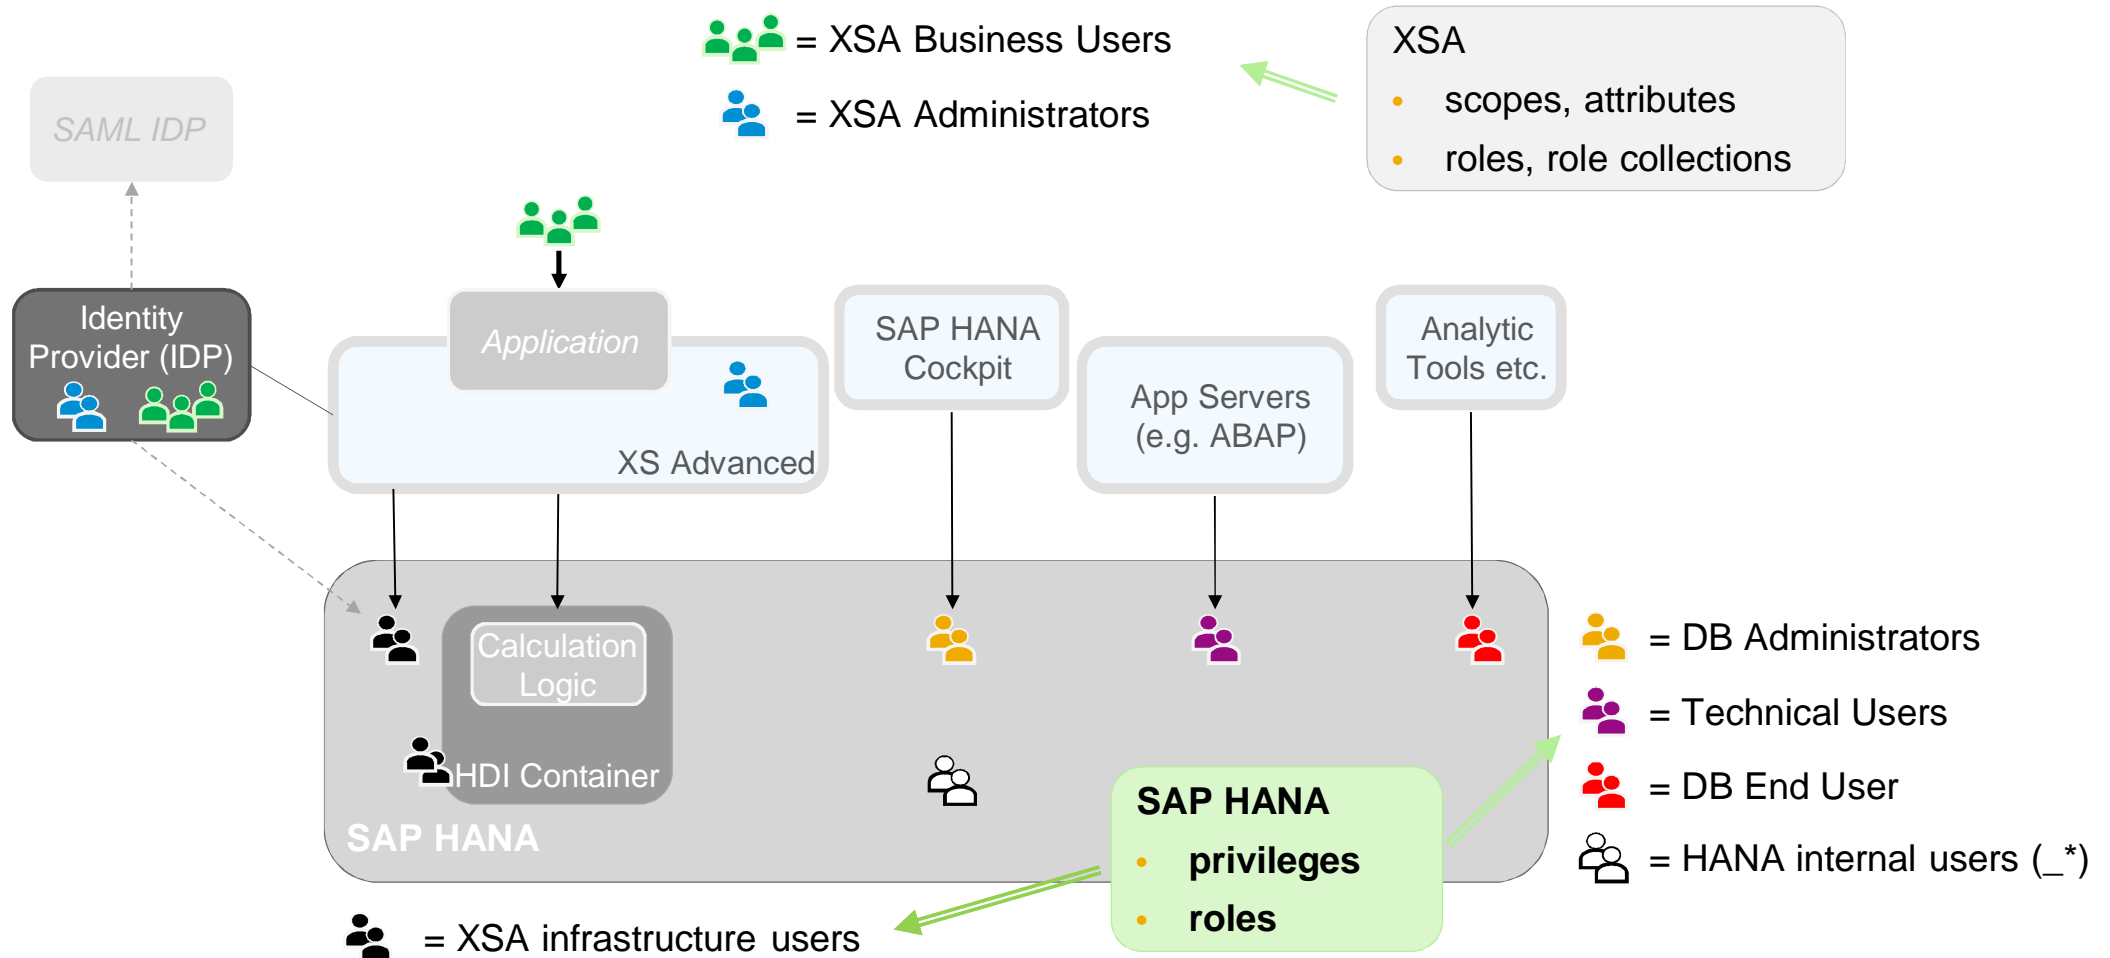 = XSA Business Users
= XSA Administrators
XSA
• scopes, attributes
• roles, role collections
SAML IDP
Identity
Provider (IDP)
Application
XS Advanced
SAP HANA
Cockpit
App Servers
(e.g. ABAP)
Analytic
Tools etc.
Calculation
Logic
HDI Container
SAP HANA
SAP HANA
• privileges
• roles
= DB Administrators
= Technical Users
= DB End User
= HANA internal users (_*)
= XSA infrastructure users